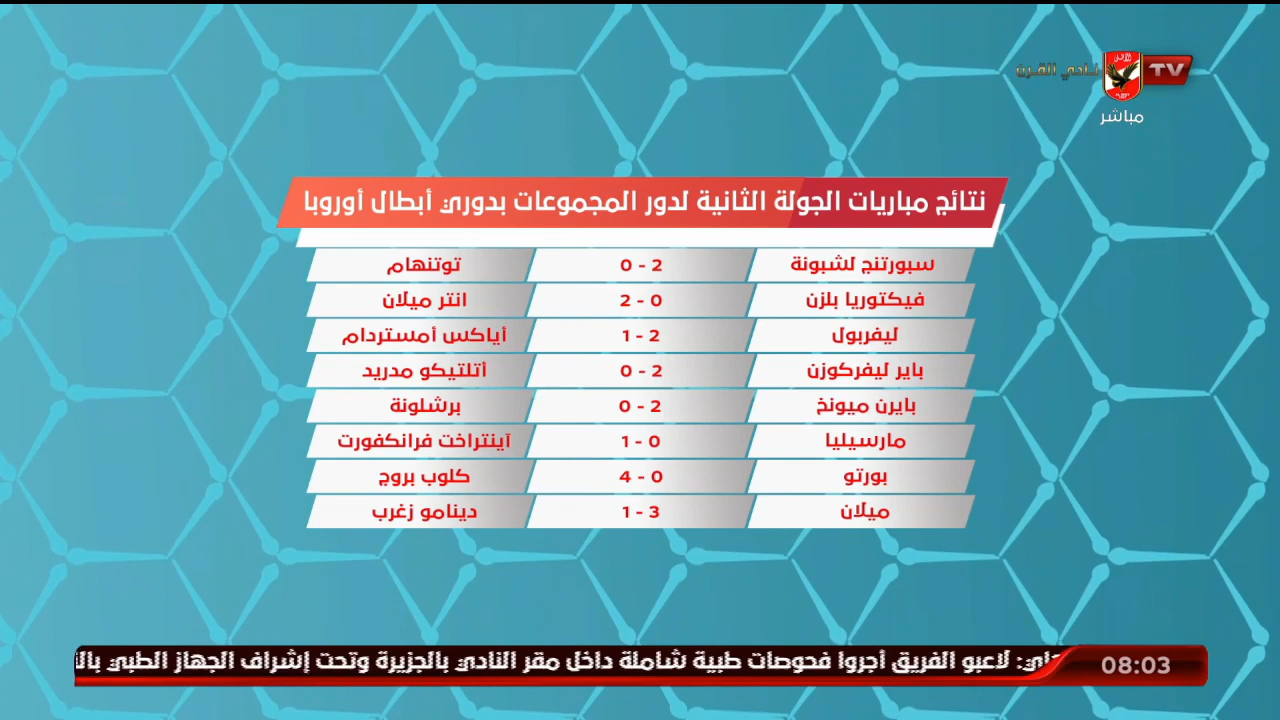 نادي القرن
TV
مباشر
نتائج مباريات الجولة الثانية لدور المجموعات بدوري أبطال أوروبا
سبورتنج لشبونة 2 - 0 توتنهام
فيكتوريا بلزن 0 - 2 انتر ميلان
ليفربول 2 - 1 أياكس أمستردام
باير ليفركوزن 2 - 0 أتلتيكو مدريد
بايرن ميونخ 2 - 0 برشلونة
مارسيليا 0 - 1 آينتراخت فرانكفورت
بورتو 0 - 4 كلوب بروج
ميلان 3 - 1 دينامو زغرب
لاعبو الفريق أجروا فحوصات طبية شاملة داخل مقر النادي بالجزيرة وتحت إشراف الجهاز الطبي
08:03